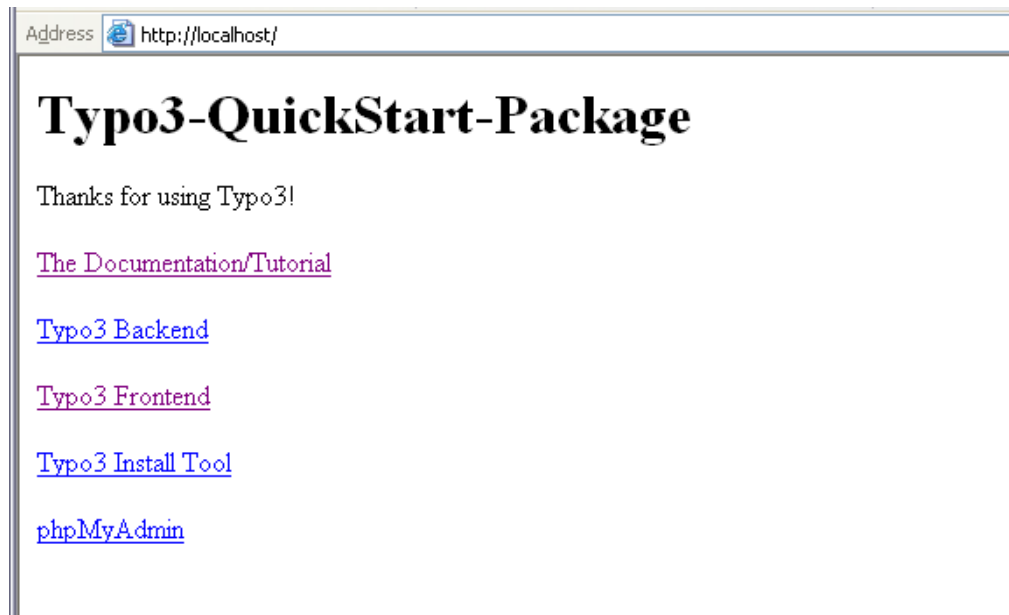 Address http://localhost/
Typo3-QuickStart-Package
Thanks for using Typo3!
The Documentation/Tutorial
Typo3 Backend
Typo3 Frontend
Typo3 Install Tool
phpMyAdmin